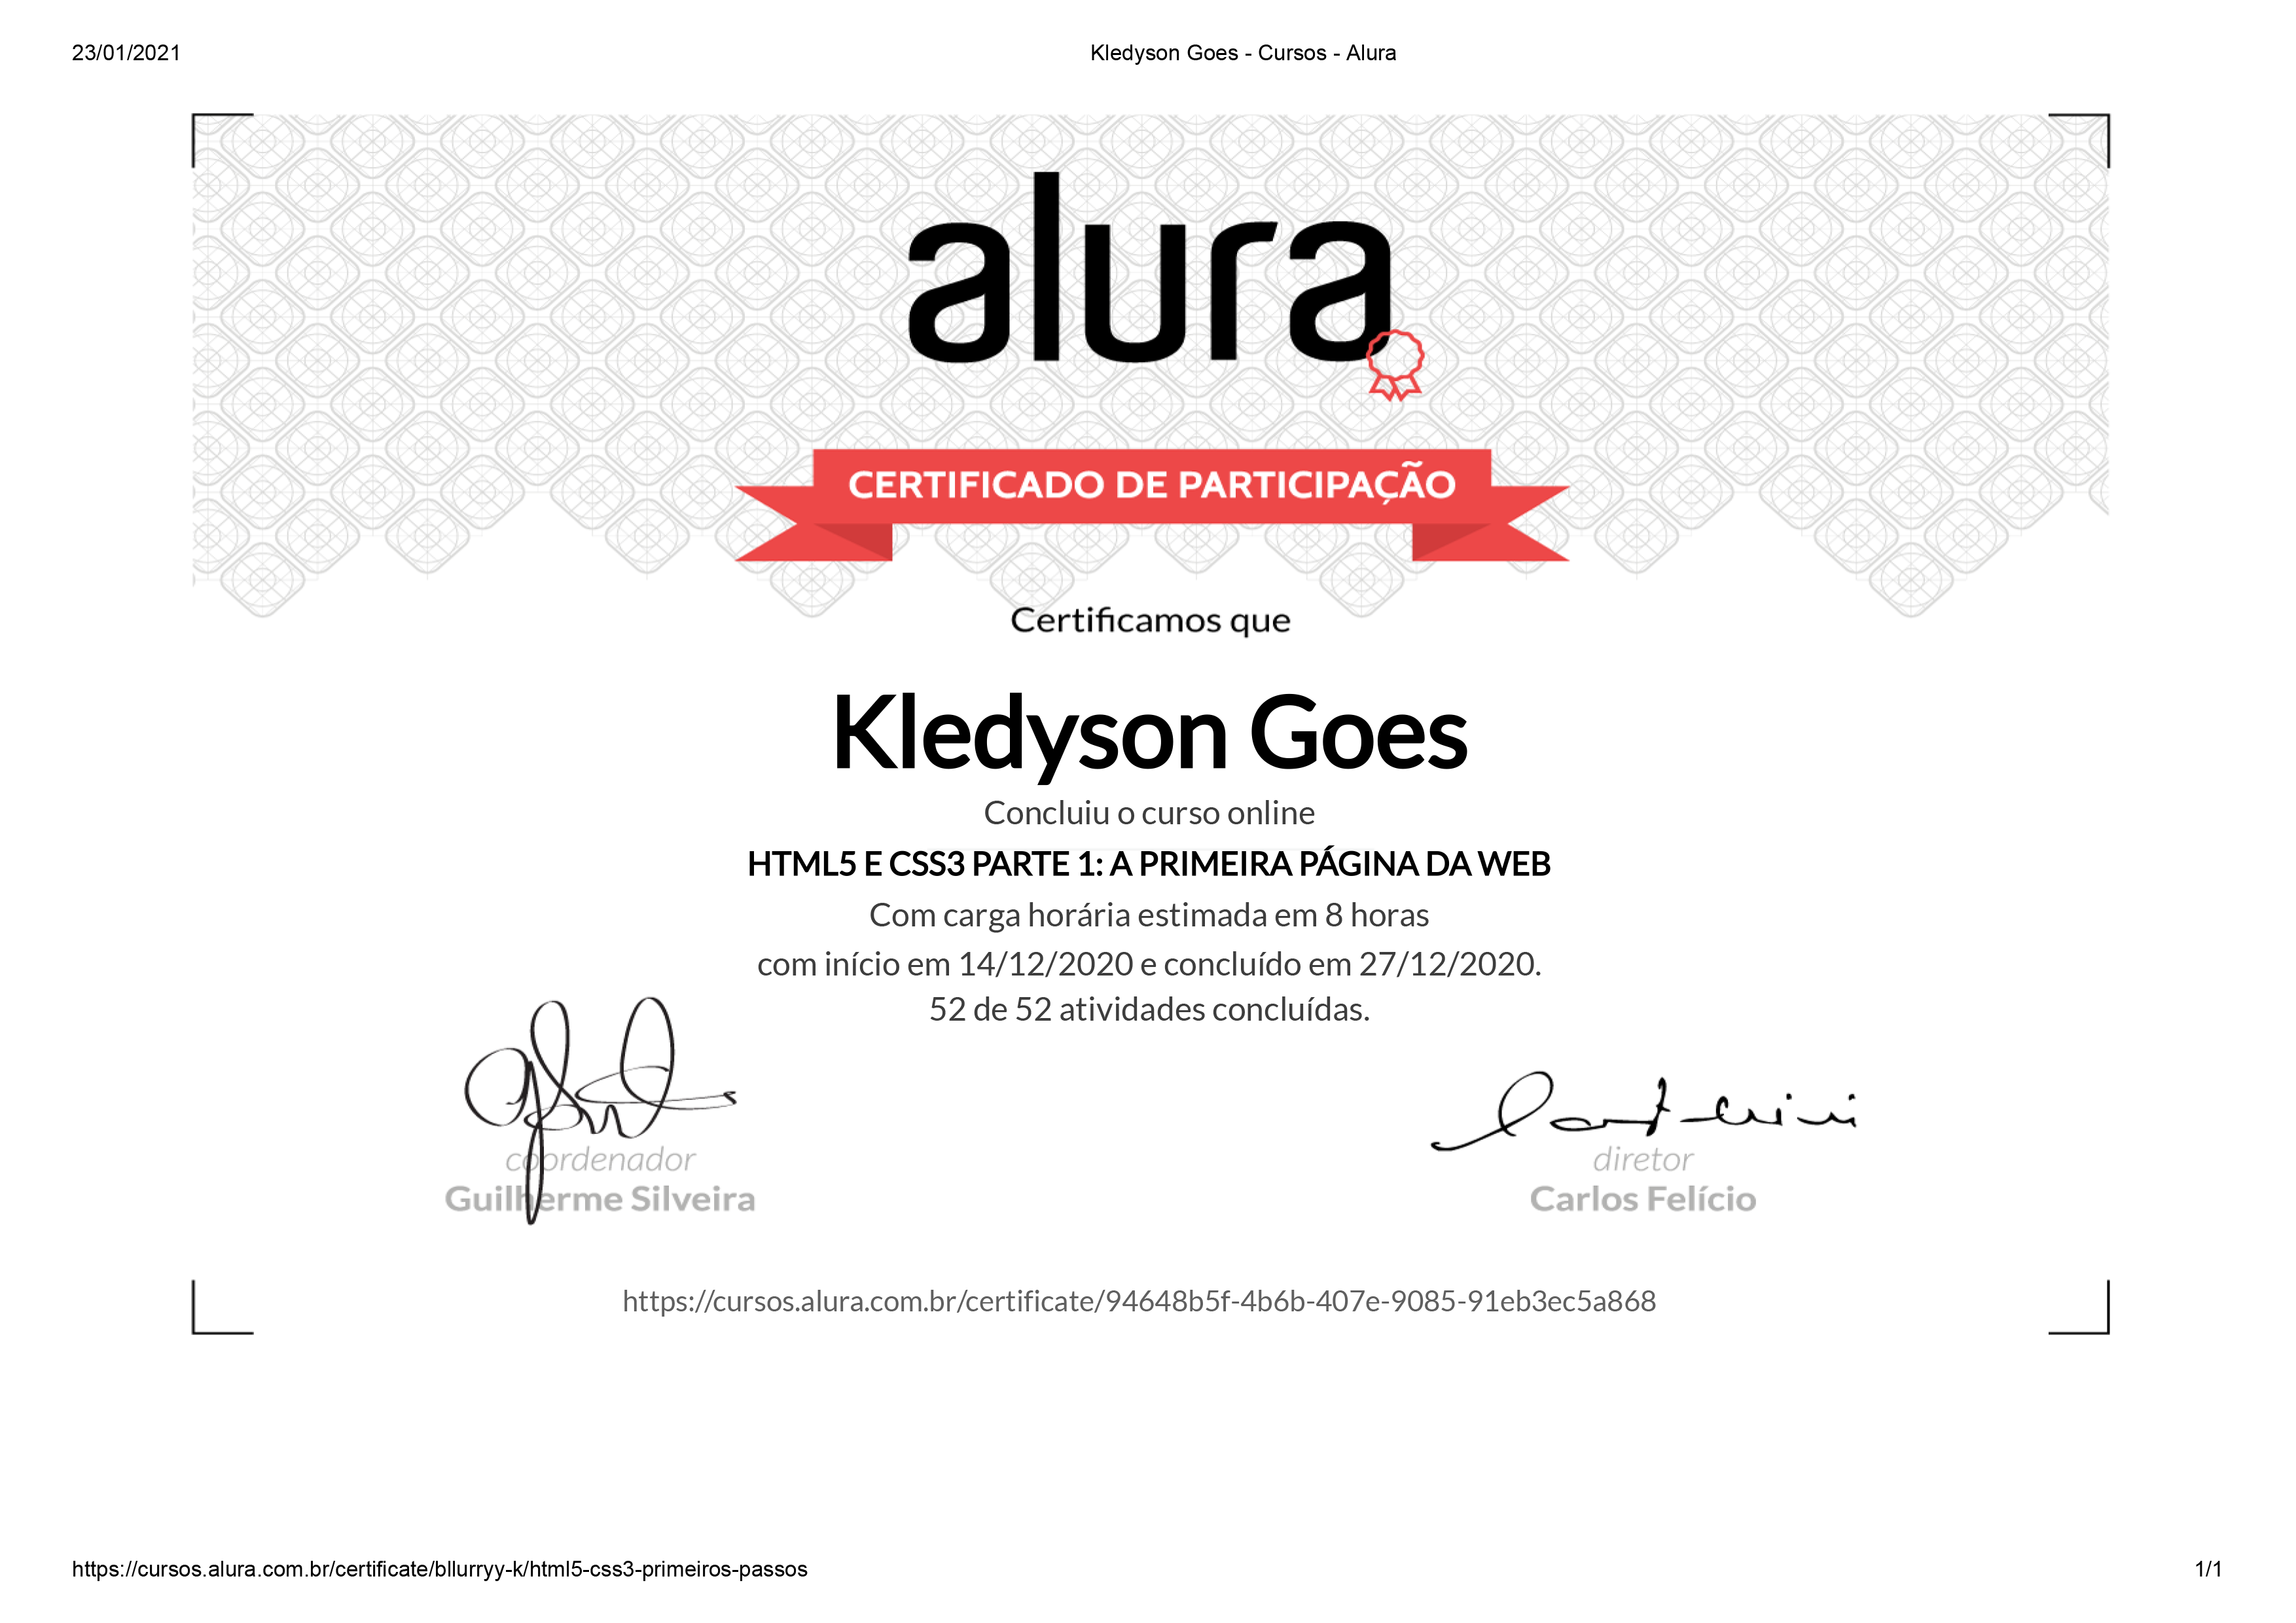 23/01/2021
Kledyson Goes - Cursos - Alura
alura
CERTIFICADO DE PARTICIPAÇÃO
Certificamos que
Kledyson Goes
Concluiu o curso online
HTML5 E CSS3 PARTE 1: A PRIMEIRA PÁGINA DA WEB
Com carga horária estimada em 8 horas
com início em 14/12/2020 e concluído em 27/12/2020.
52 de 52 atividades concluídas.
coordenador
Guilherme Silveira
diretor
Carlos Felício
https://cursos.alura.com.br/certificate/94648b5f-4b6b-407e-9085-91eb3ec5a868
https://cursos.alura.com.br/certificate/bllurryy-k/html5-css3-primeiros-passos
1/1